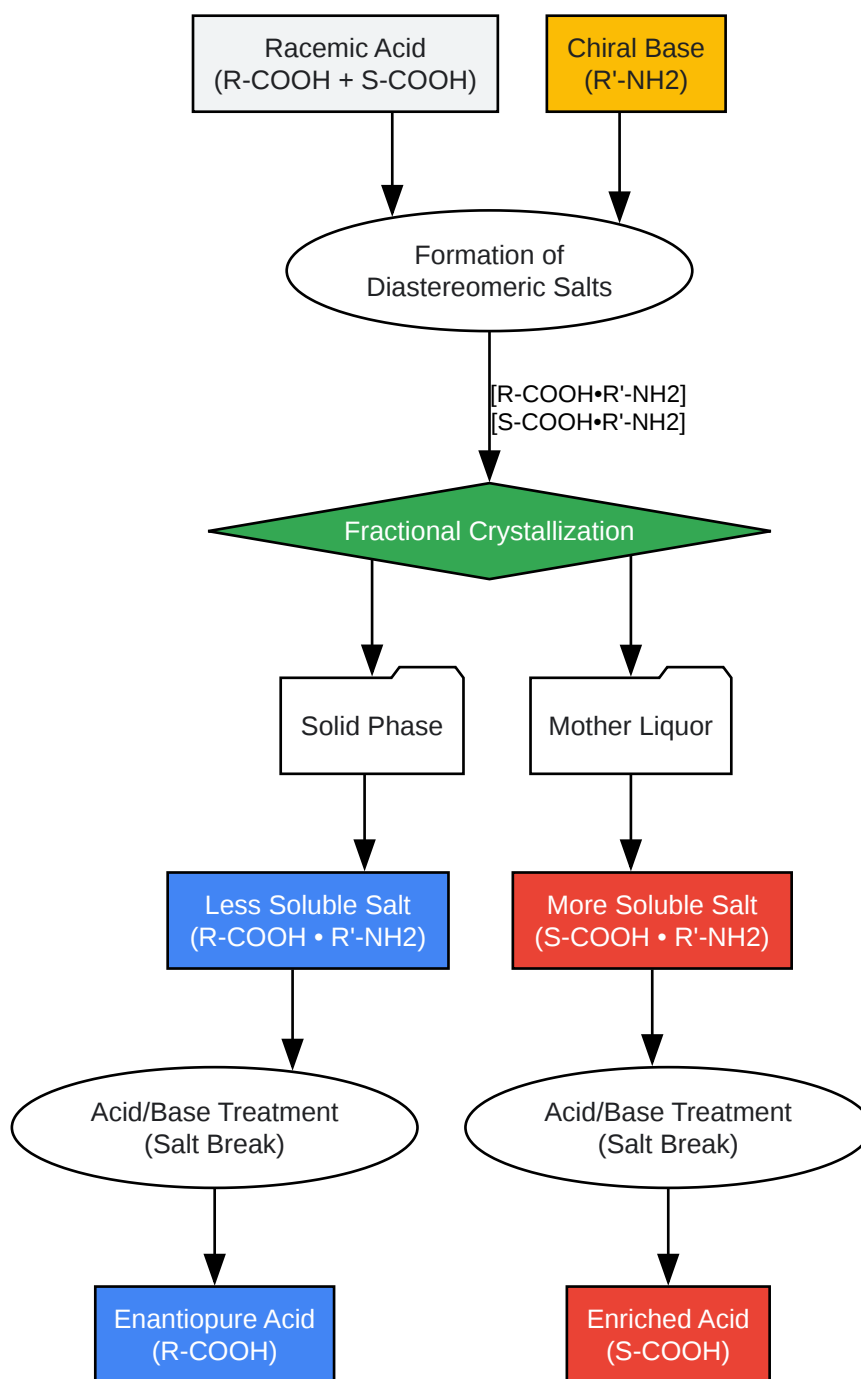 Racemic Acid
(R-COOH + S-COOH)
Chiral Base
(R'-NH2)
Formation of
Diastereomeric Salts
[R-COOH•R'-NH2]
[S-COOH•R'-NH2]
Fractional Crystallization
Solid Phase
Mother Liquor
Less Soluble Salt
(R-COOH • R'-NH2)
More Soluble Salt
(S-COOH • R'-NH2)
Acid/Base Treatment
(Salt Break)
Acid/Base Treatment
(Salt Break)
Enantiopure Acid
(R-COOH)
Enriched Acid
(S-COOH)